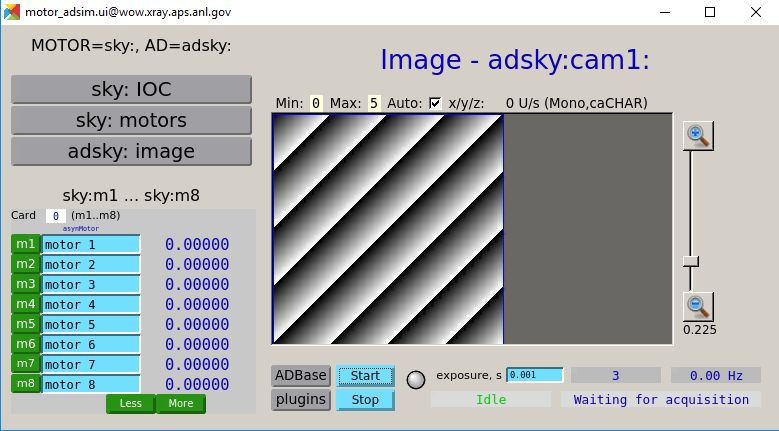 motor_adsim.ui@wow.xray.aps.anl.gov
MOTOR=sky:, AD=adsky:
sky: IOC
sky: motors
adsky: image
sky:m1 ... sky:m8
Card 0 (m1..m8)
asynMotor
m1 motor 1 0.00000
m2 motor 2 0.00000
m3 motor 3 0.00000
m4 motor 4 0.00000
m5 motor 5 0.00000
m6 motor 6 0.00000
m7 motor 7 0.00000
m8 motor 8 0.00000
Less More
Image - adsky:cam1:
Min: 0 Max: 5 Auto: x/y/z: 0 U/s (Mono,caCHAR)
0.225
ADBase Start exposure, s 0.001 3 0.00 Hz
plugins Stop Idle Waiting for acquisition